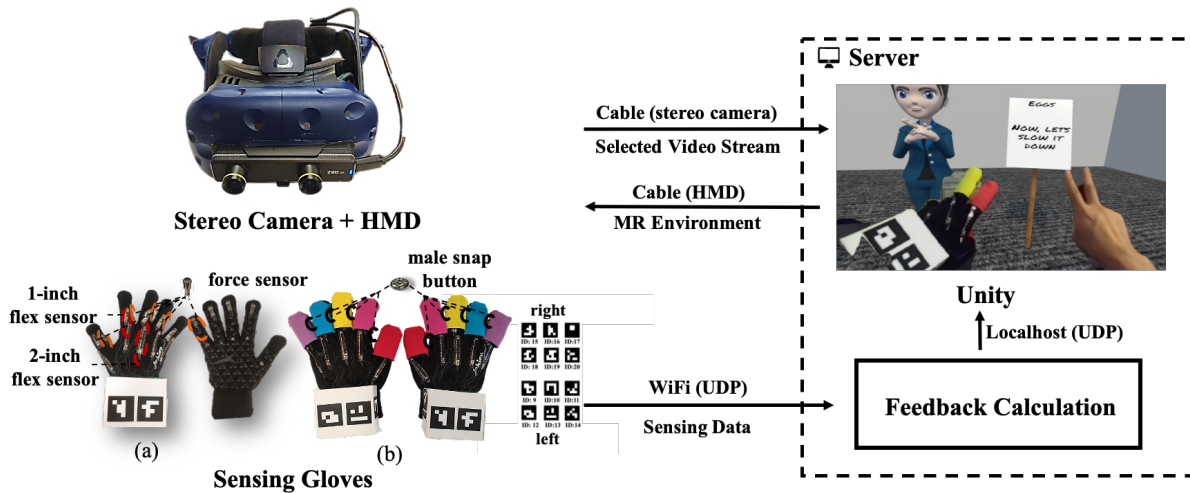 Server
EGGS
NOW, LETS
SLOW IT
DOWN
Cable (stereo camera)
Selected Video Stream
Cable (HMD)
MR Environment
Stereo Camera + HMD
Unity
Localhost (UDP)
Feedback Calculation
1-inch
flex sensor
2-inch
flex sensor
force sensor
male snap
button
right
ID: 15 ID:16 ID:17
ID: 18 ID:19 ID:20
ID: 9 ID:10 ID:11
ID: 12 ID:13 ID:14
left
WiFi (UDP)
Sensing Data
(a)
(b)
Sensing Gloves